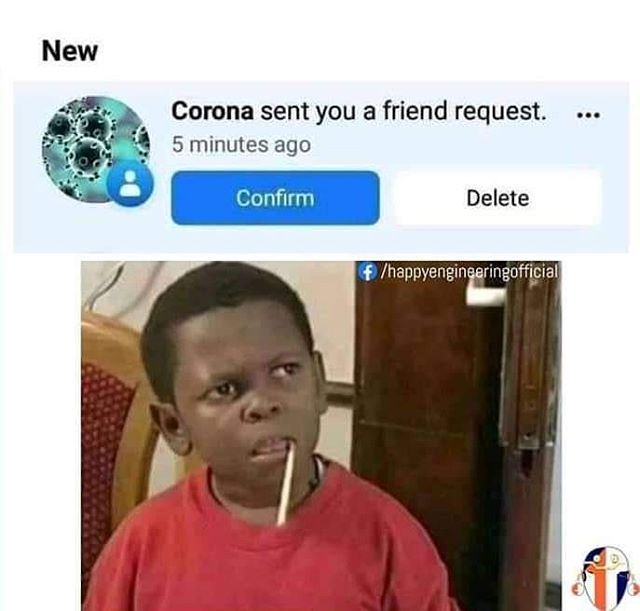 New
Corona sent you a friend request.
5 minutes ago
Confirm
Delete
/happyengineeringofficial